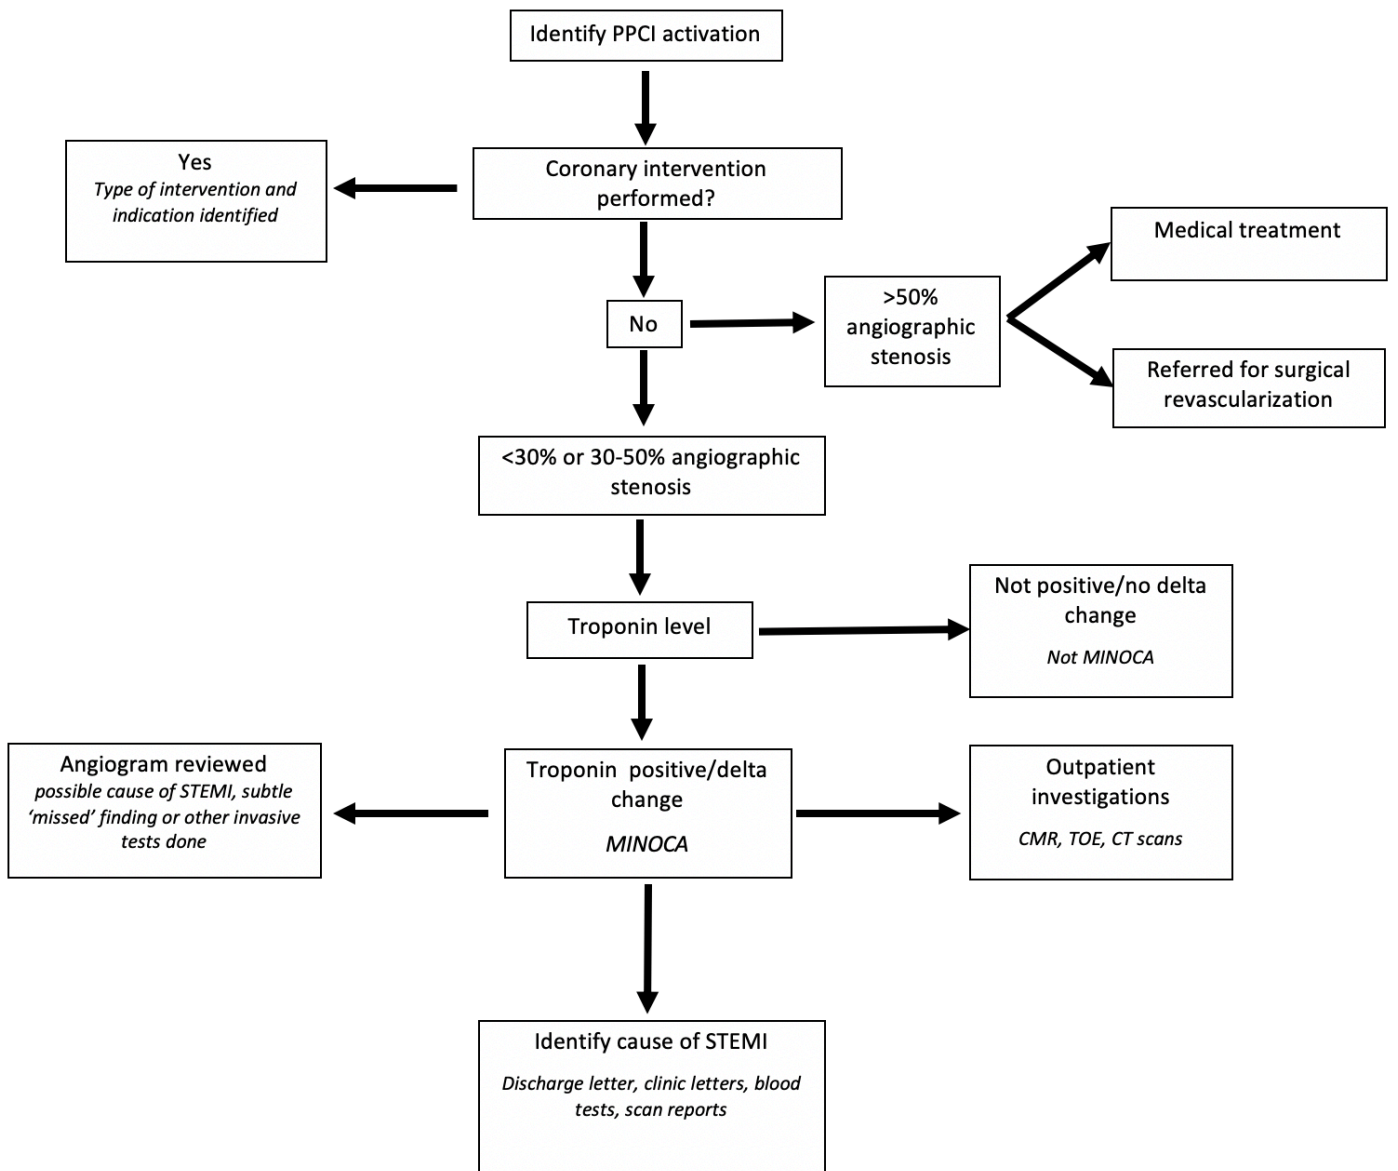 Identify PPCI activation
Yes
Type of intervention and
indication identified
Coronary intervention
performed?
Medical treatment
No
>50%
angiographic
stenosis
Referred for surgical
revascularization
<30% or 30-50% angiographic
stenosis
Troponin level
Not positive/no delta
change
Not MINOCA
Angiogram reviewed
possible cause of STEMI, subtle
‘missed’ finding or other invasive
tests done
Troponin  positive/delta
change
MINOCA
Outpatient
investigations
CMR, TOE, CT scans
Identify cause of STEMI
Discharge letter, clinic letters, blood
tests, scan reports